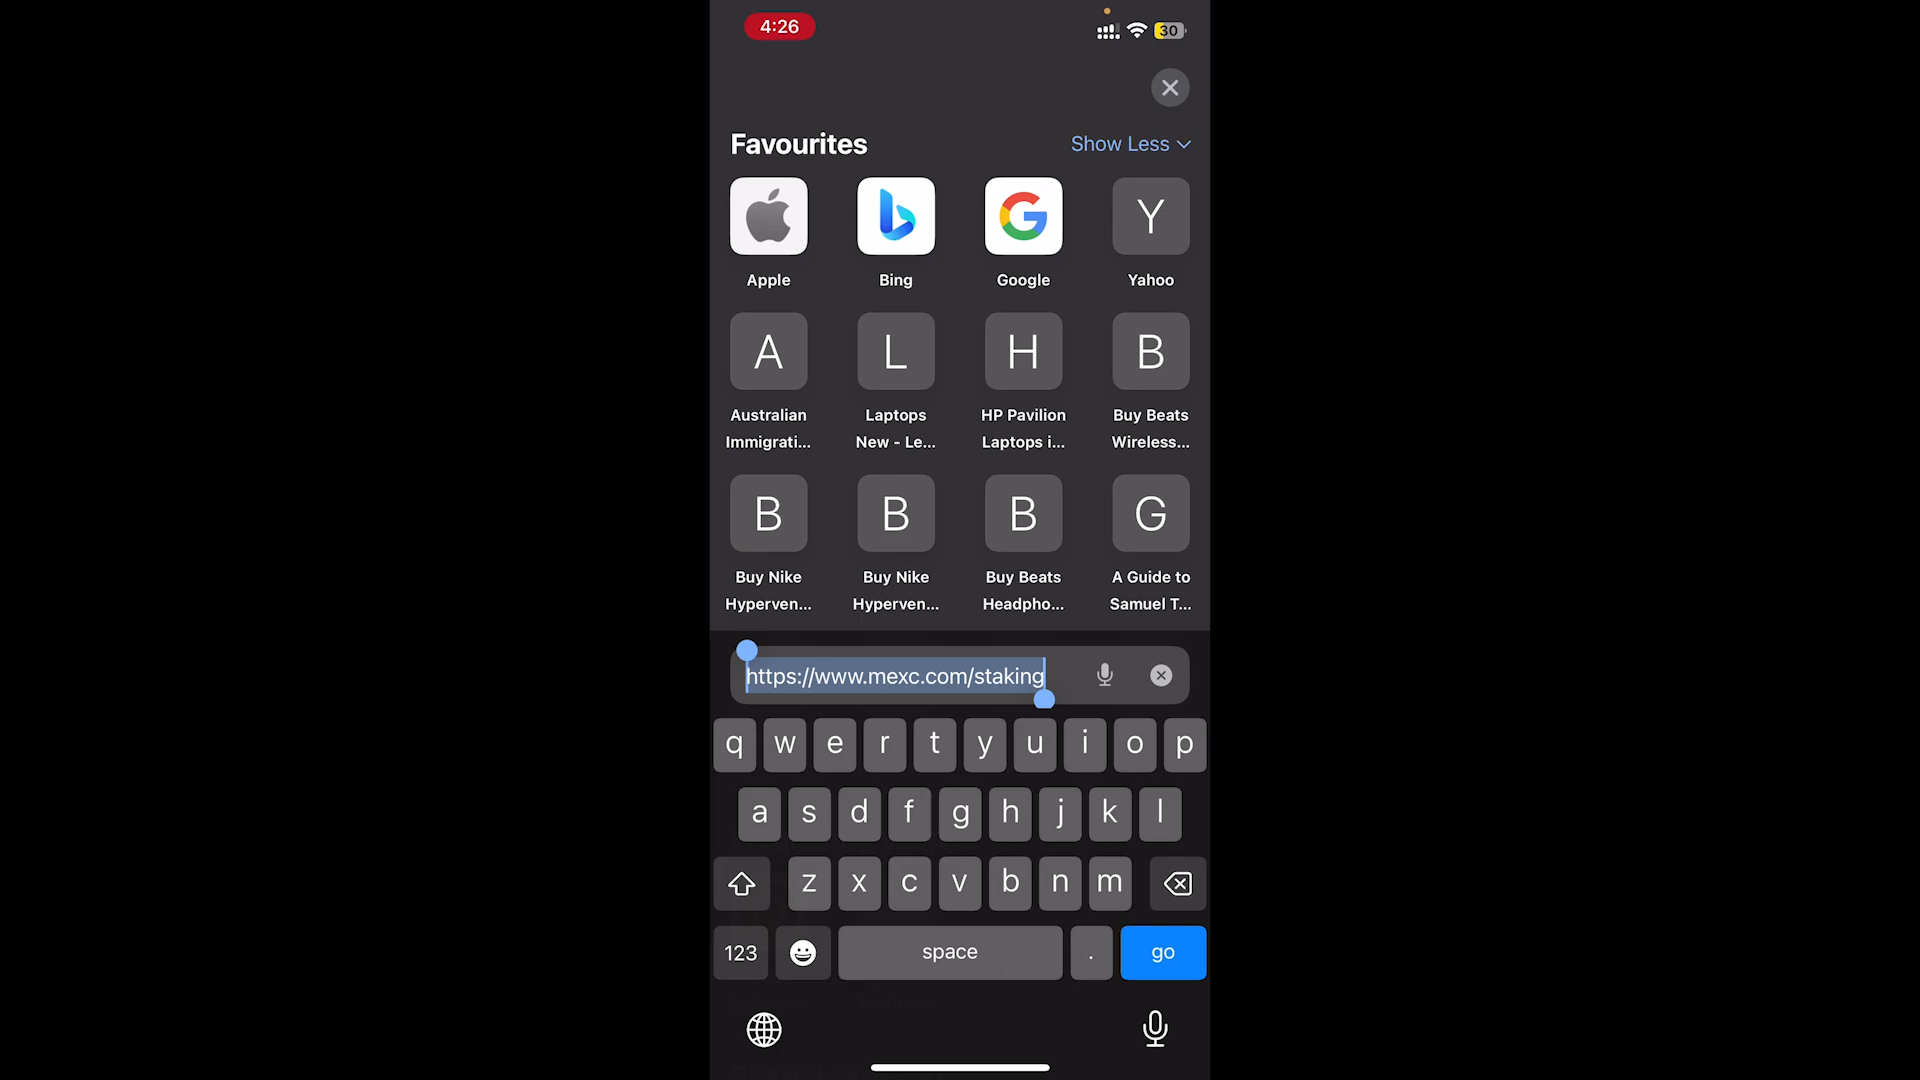 4:26
30
Favourites
Show Less
Y
Apple
Bing
Google
Yahoo
A
L
H
B
Australian
Immigrati...
Laptops
New - Le...
HP Pavilion
Laptops i...
Buy Beats
Wireless...
B
B
B
G
Buy Nike
Hyperven...
Buy Nike
Hyperven...
Buy Beats
Headpho...
A Guide to
Samuel T...
https://www.mexc.com/staking
q w e r t y u i o p
a s d f g h j k l
z x c v b n m
123
space
.
go